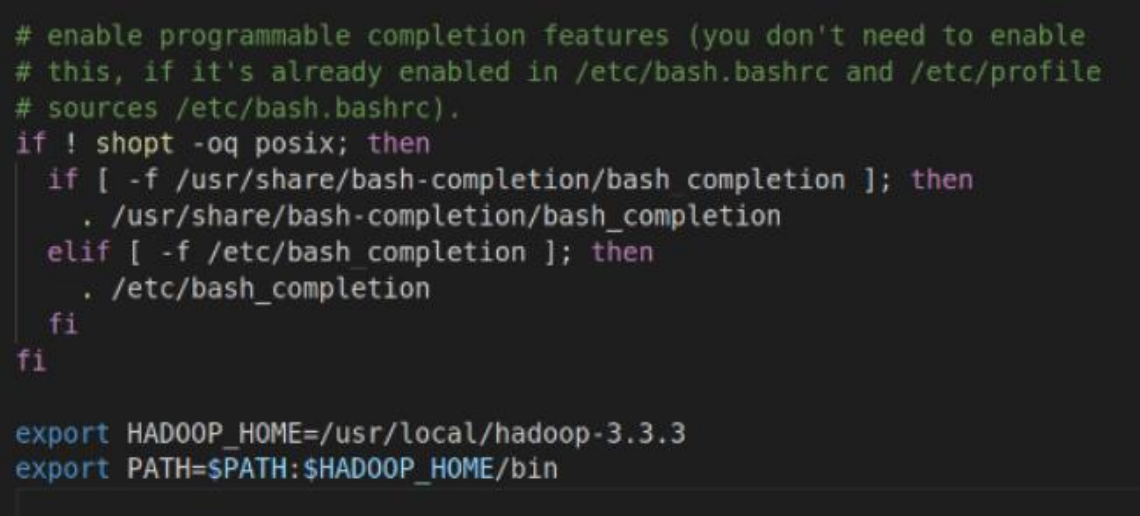 # enable programmable completion features (you don't need to enable
# this, if it's already enabled in /etc/bash.bashrc and /etc/profile
# sources /etc/bash.bashrc).
if ! shopt -oq posix; then
  if [ -f /usr/share/bash-completion/bash_completion ]; then
    . /usr/share/bash-completion/bash_completion
  elif [ -f /etc/bash_completion ]; then
    . /etc/bash_completion
  fi
fi

export HADOOP_HOME=/usr/local/hadoop-3.3.3
export PATH=$PATH:$HADOOP_HOME/bin